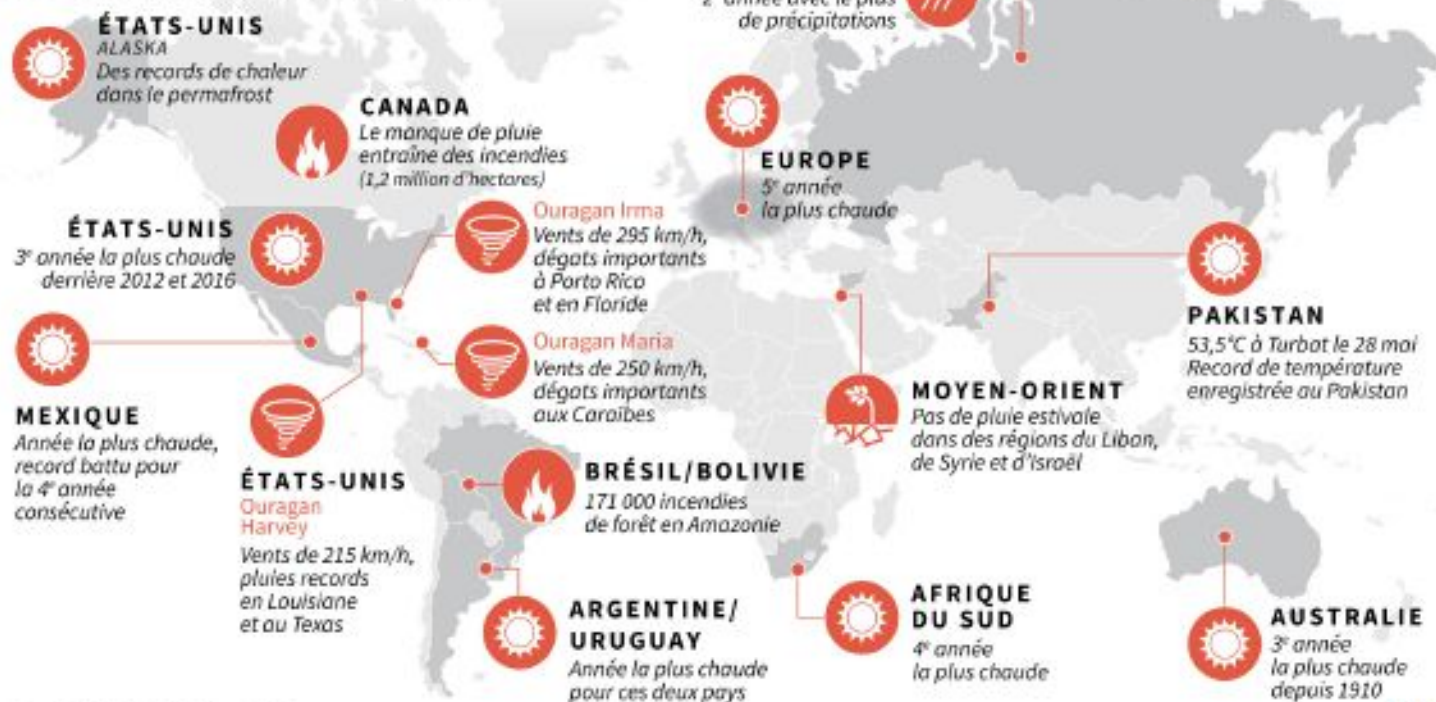 2e année avec le plus
de précipitations
ÉTATS-UNIS
ALASKA
Des records de chaleur
dans le permafrost
CANADA
Le manque de pluie
entraîne des incendies
(1,2 million d'hectares)
EUROPE
5e année
la plus chaude
ÉTATS-UNIS
3e année la plus chaude
derrière 2012 et 2016
Ouragan Irma
Vents de 295 km/h,
dégats importants
à Porto Rico
et en Floride
PAKISTAN
53,5°C à Turbat le 28 mai
Record de température
enregistrée au Pakistan
Ouragan Maria
Vents de 250 km/h,
dégats importants
aux Caraïbes
MOYEN-ORIENT
Pas de pluie estivale
dans des régions du Liban,
de Syrie et d'Israël
MEXIQUE
Année la plus chaude,
record battu pour
la 4e année
consécutive
ÉTATS-UNIS
Ouragan
Harvey
Vents de 215 km/h,
pluies records
en Louisiane
et au Texas
BRÉSIL/BOLIVIE
171 000 incendies
de forêt en Amazonie
ARGENTINE/
URUGUAY
Année la plus chaude
pour ces deux pays
AFRIQUE
DU SUD
4e année
la plus chaude
AUSTRALIE
3e année
la plus chaude
depuis 1910